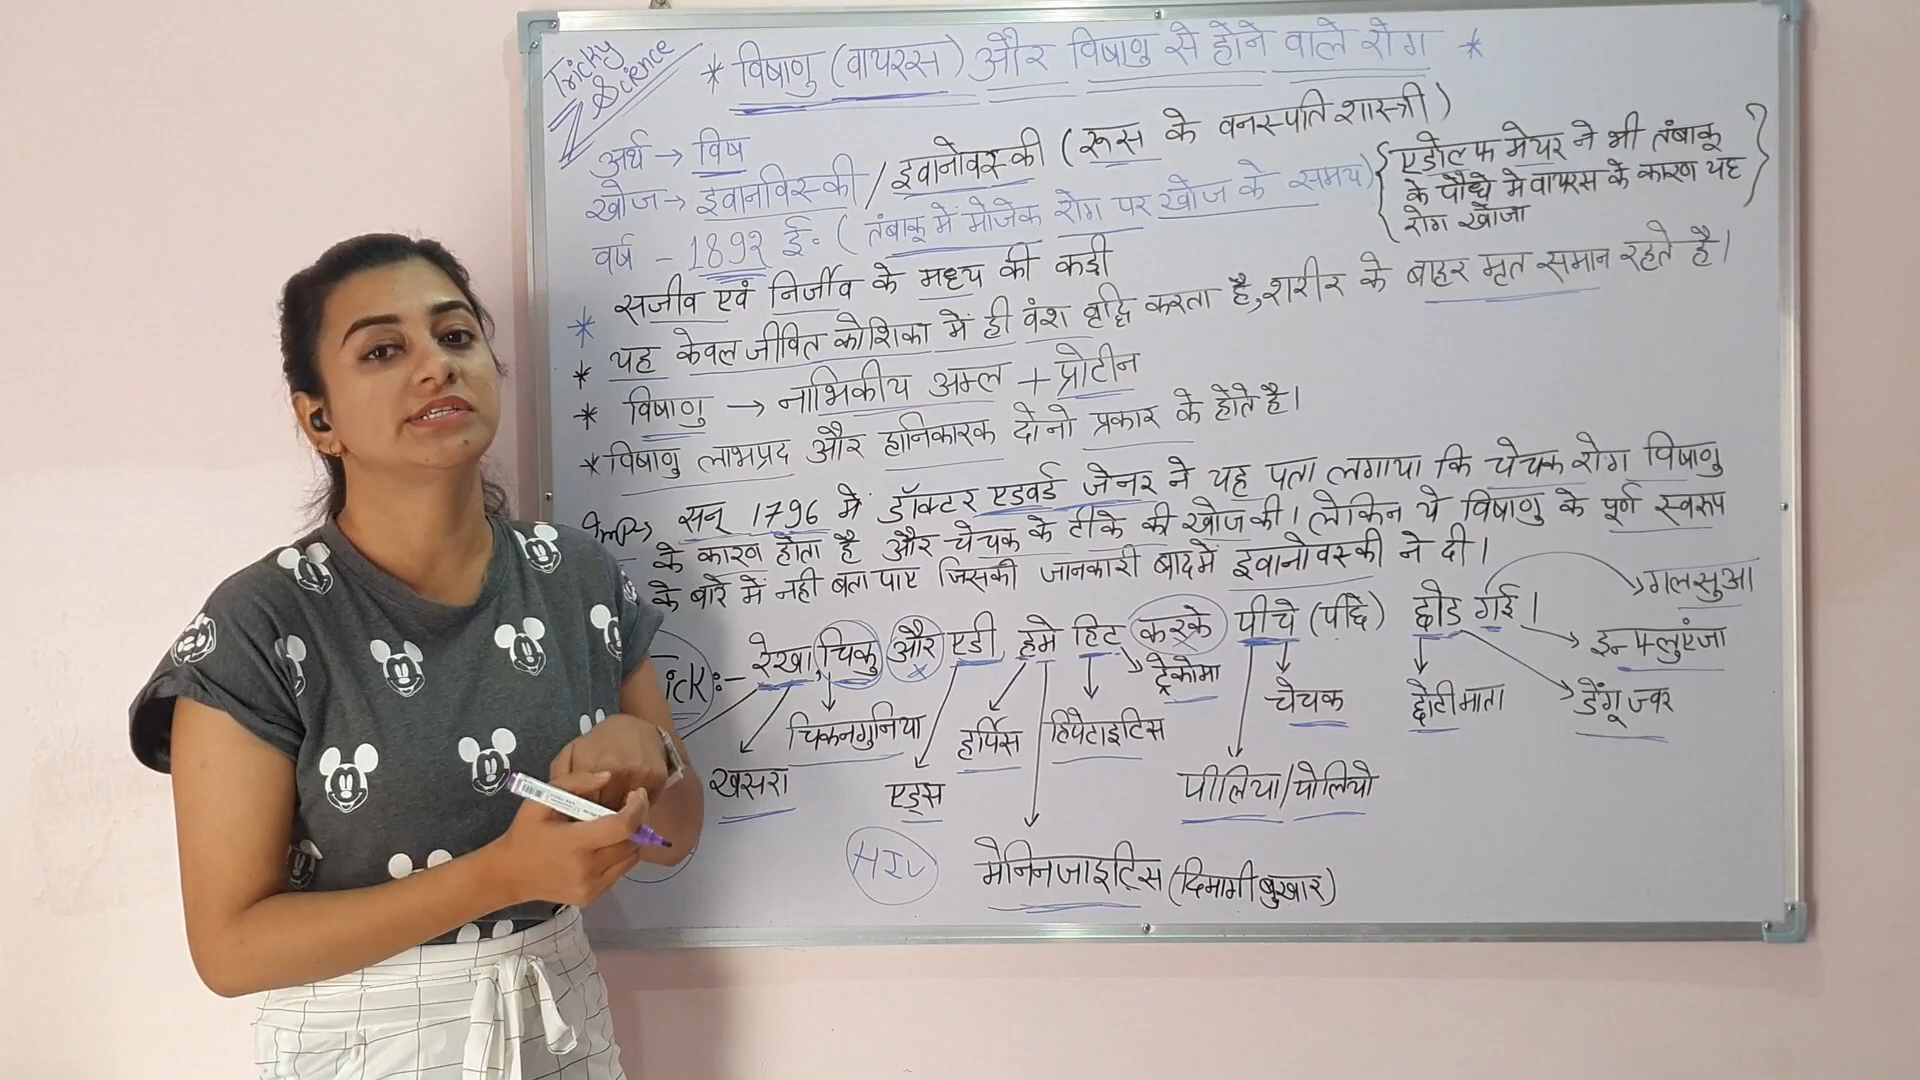 Tricky
Science
* विषाणु (वायरस) और विषाणु से होने वाले रोग *
अर्थ → विष
खोज → इवानविस्की / इवानोवस्की (रूस के वनस्पति शास्त्री)
वर्ष - 1892 ई॰ (तंबाकू में मोजेक रोग पर खोज के समय)
{एडोल्फ मेयर ने भी तंबाकू
के पौधे मे वायरस के कारण यह
रोग खोजा}
* सजीव एवं निर्जीव के मध्य की कड़ी
* यह केवल जीवित कोशिका में ही वंश वृद्धि करता है, शरीर के बाहर मृत समान रहते है।
* विषाणु → नाभिकीय अम्ल + प्रोटीन
* विषाणु लाभप्रद और हानिकारक दोनो प्रकार के होते है।
Imp→ सन् 1796 मे डॉक्टर एडवर्ड जेनर ने यह पता लगाया कि चेचक रोग विषाणु
के कारण होता है और चेचक के टीके की खोज की। लेकिन ये विषाणु के पूर्ण स्वरूप
के बारे में नही बता पाए जिसकी जानकारी बाद में इवानोवस्की ने दी।
ick:- रेखा, चिकु और एडी हमे हिट करके पीचे (पीछे) छोड गई।
गलसुआ
इन्फ्लुएंजा
ट्रेकोमा
चेचक
छोटी माता
डेंगू ज्वर
चिकनगुनिया
हर्पिस
हिपैटाइटिस
खसरा
एड्स
पीलिया/पोलियो
HIV
मेनिनजाइटिस (दिमागी बुखार)